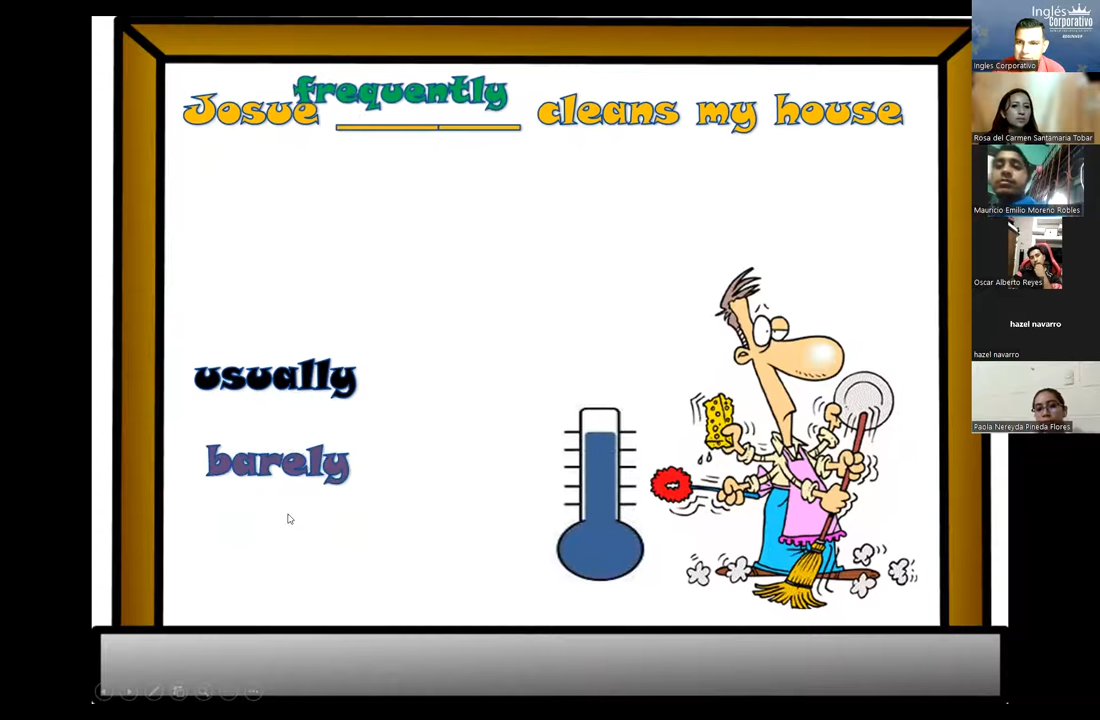 frequently
Josue cleans my house
usually
barely
Inglés
Corporativo
BEGINNER
Ingles Corporativo
Rosa del Carmen Santamaria Tobar
Mauricio Emilio Moreno Robles
Oscar Alberto Reyes
hazel navarro
hazel navarro
Paola Nereyda Pineda Flores